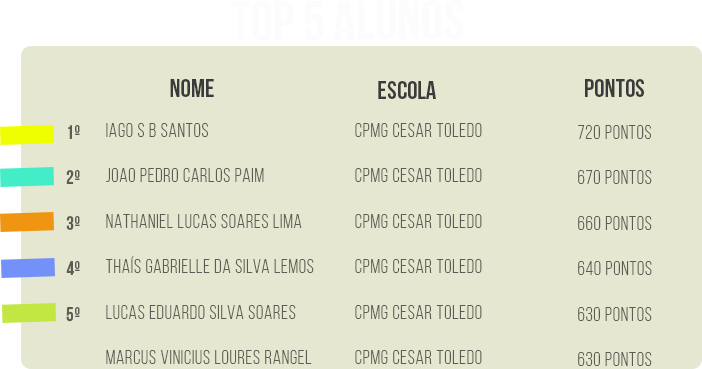 TOP 5 ALUNOS
NOME ESCOLA PONTOS
1º IAGO S B SANTOS CPMG CESAR TOLEDO 720 PONTOS
2º JOAO PEDRO CARLOS PAIM CPMG CESAR TOLEDO 670 PONTOS
3º NATHANIEL LUCAS SOARES LIMA CPMG CESAR TOLEDO 660 PONTOS
4º THAÍS GABRIELLE DA SILVA LEMOS CPMG CESAR TOLEDO 640 PONTOS
5º LUCAS EDUARDO SILVA SOARES CPMG CESAR TOLEDO 630 PONTOS
MARCUS VINICIUS LOURES RANGEL CPMG CESAR TOLEDO 630 PONTOS